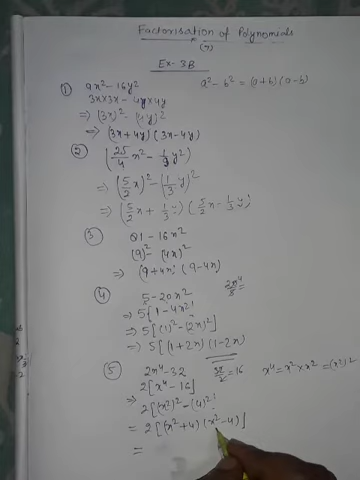 Factorisation of Polynomials
(7)
Ex-3B
① 9x² - 16y²    a² - b² = (a+b)(a-b)
3x×3x - 4y×4y
⇒ (3x)² - (4y)²
⇒ (3x+4y)(3x-4y)
② (25/4 x² - 1/9 y²)
⇒ (5/2 x)² - (1/3 y)²
⇒ (5/2 x + 1/3 y)(5/2 x - 1/3 y)
③ 81 - 16x²
(9)² - (4x)²
⇒ (9+4x)(9-4x)
④ 5 - 20x²
⇒ 5[1-4x²]
⇒ 5[(1)² - (2x)²]
⇒ 5[(1+2x)(1-2x)
⑤ 2x⁴ - 32    32/2 = 16    x⁴ = x² × x² = (x²)²
2[x⁴ - 16]
⇒ 2[(x²)² - (4)²]
= 2[(x²+4)(x²-4)]
=